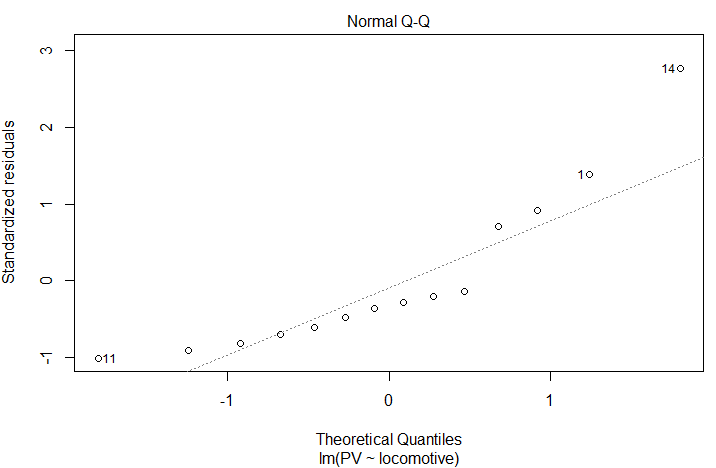 Normal Q-Q
Standardized residuals
3
2
1
0
-1
14
1
11
-1
0
1
Theoretical Quantiles
lm(PV ~ locomotive)